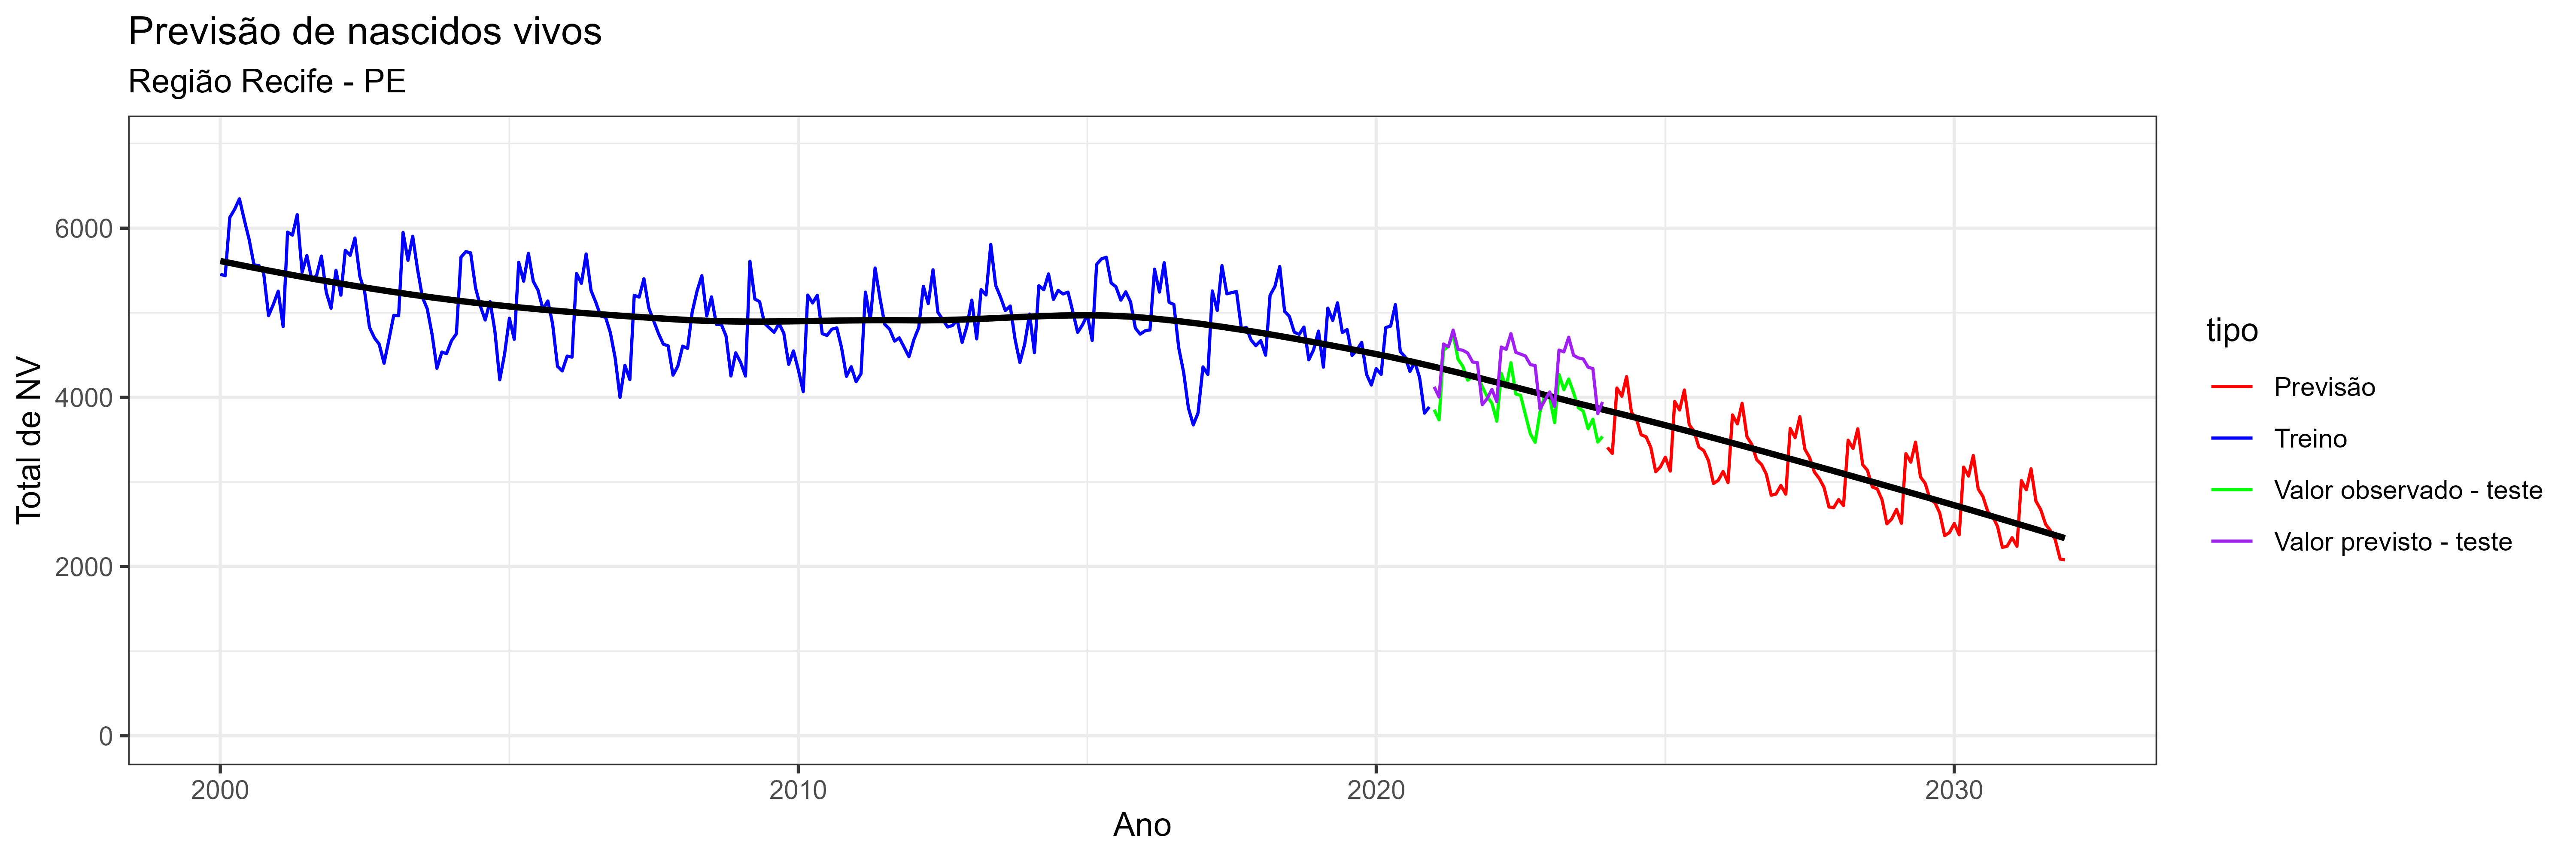 Previsão de nascidos vivos
Região Recife - PE
Total de NV
6000
4000
2000
0
2000
2010
2020
2030
Ano
tipo
Previsão
Treino
Valor observado - teste
Valor previsto - teste